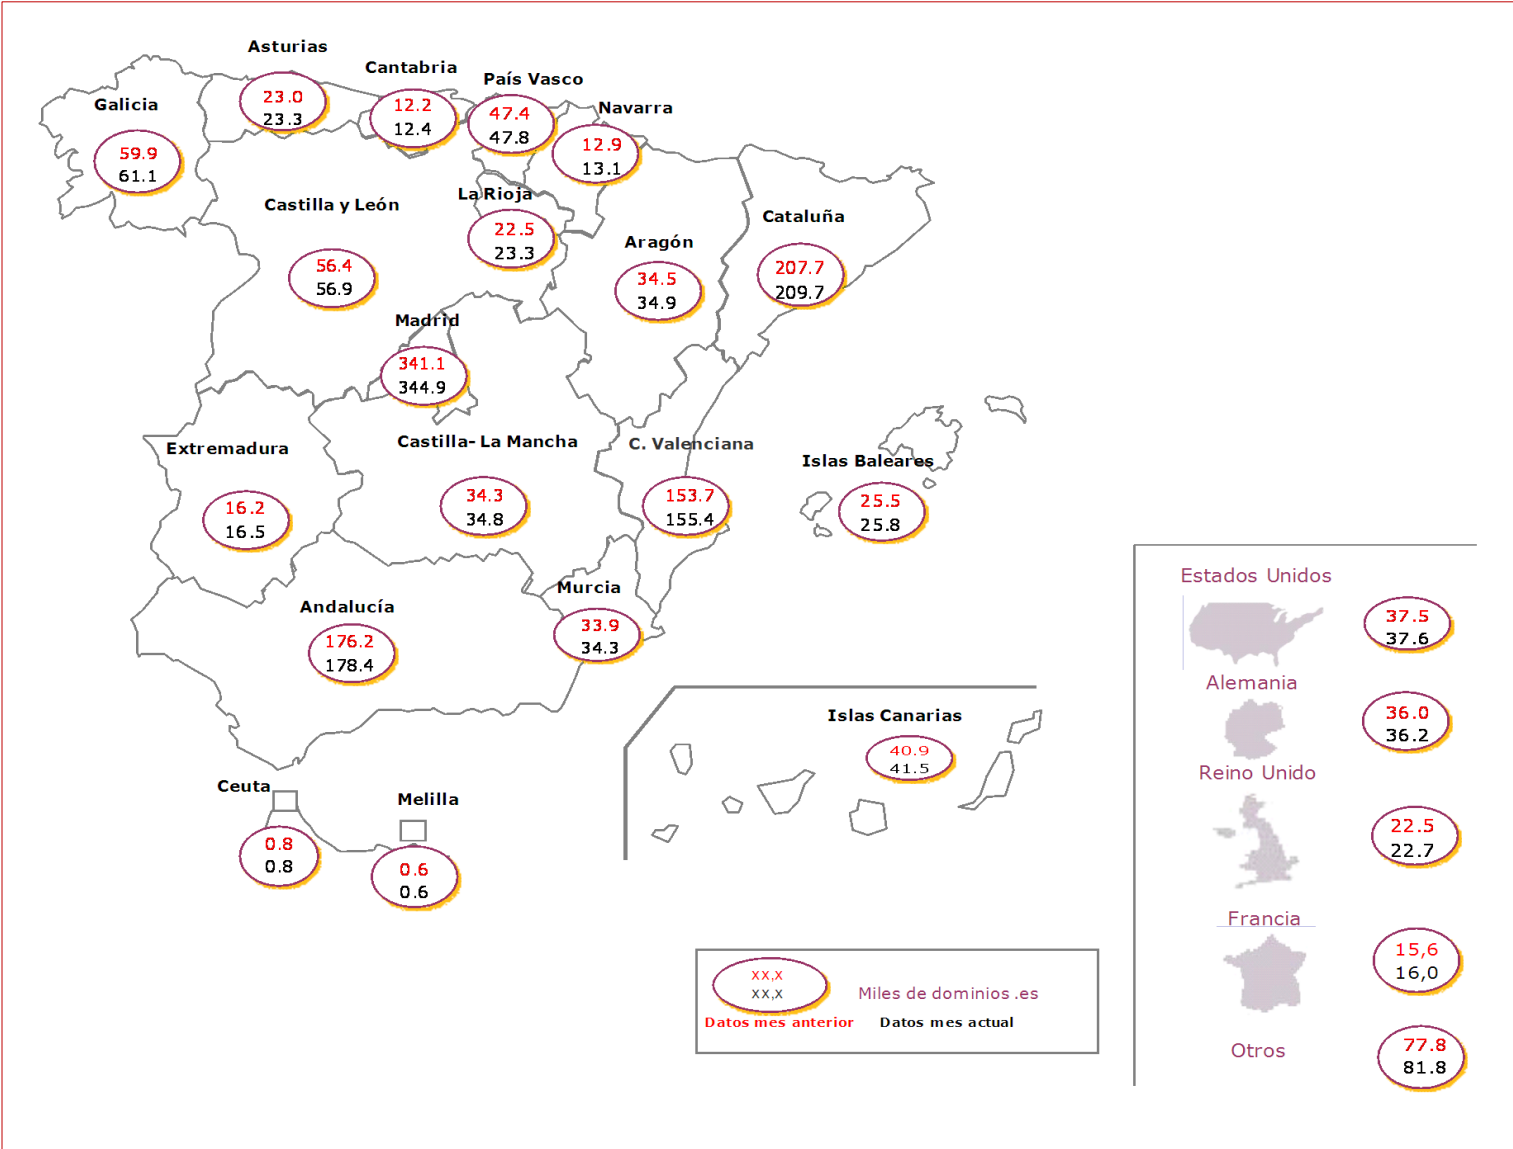 Asturias
23.0
23.3
Cantabria
12.2
12.4
País Vasco
47.4
47.8
Navarra
12.9
13.1
Galicia
59.9
61.1
Castilla y León
56.4
56.9
La Rioja
22.5
23.3
Aragón
34.5
34.9
Cataluña
207.7
209.7
Madrid
341.1
344.9
Extremadura
16.2
16.5
Castilla- La Mancha
34.3
34.8
C. Valenciana
153.7
155.4
Islas Baleares
25.5
25.8
Andalucía
176.2
178.4
Murcia
33.9
34.3
Islas Canarias
40.9
41.5
Ceuta
0.8
0.8
Melilla
0.6
0.6
Estados Unidos
37.5
37.6
Alemania
36.0
36.2
Reino Unido
22.5
22.7
Francia
15,6
16,0
Otros
77.8
81.8
xx,x
xx,x
Miles de dominios .es
Datos mes anterior Datos mes actual